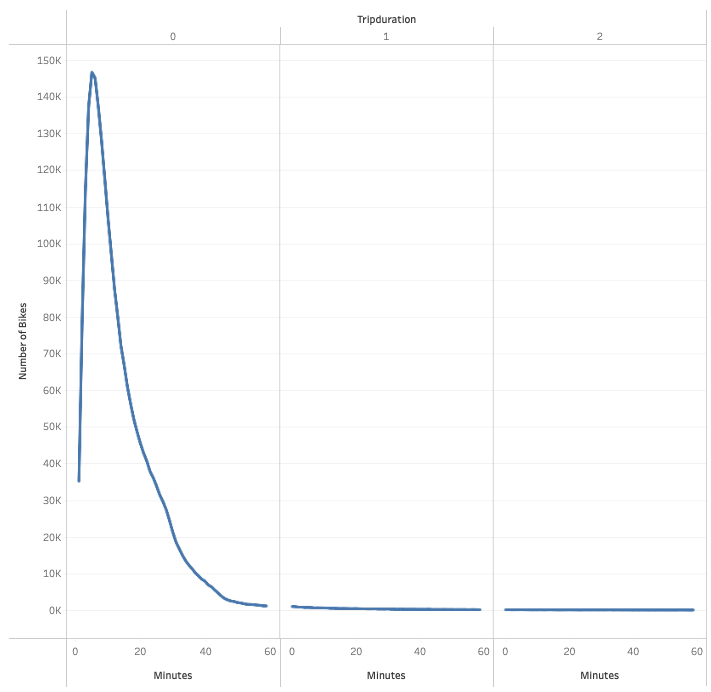 Tripduration
0 1 2
150K
140K
130K
120K
110K
100K
90K
80K
70K
60K
50K
40K
30K
20K
10K
0K
Number of Bikes
0 20 40 60 0 20 40 60 0 20 40 60
Minutes Minutes Minutes